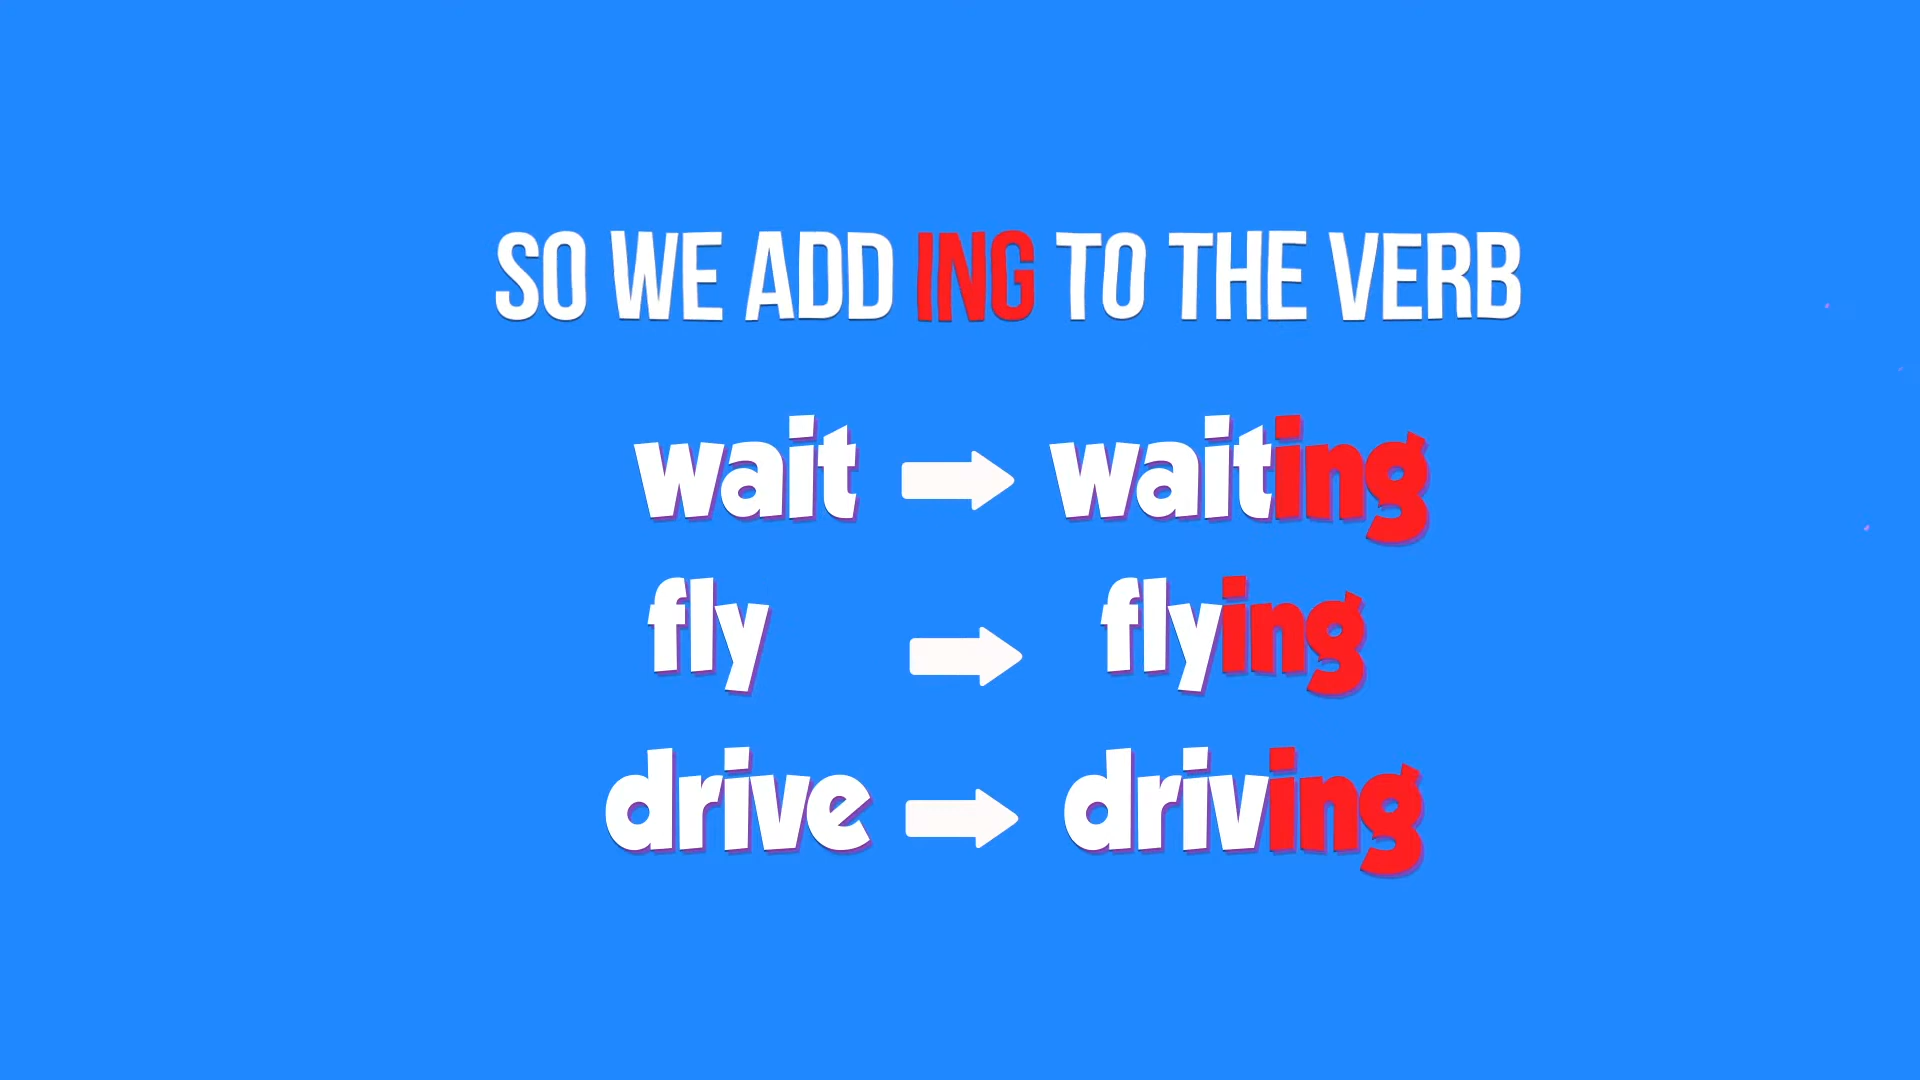 SO WE ADD ING TO THE VERB
wait → waiting
fly → flying
drive → driving